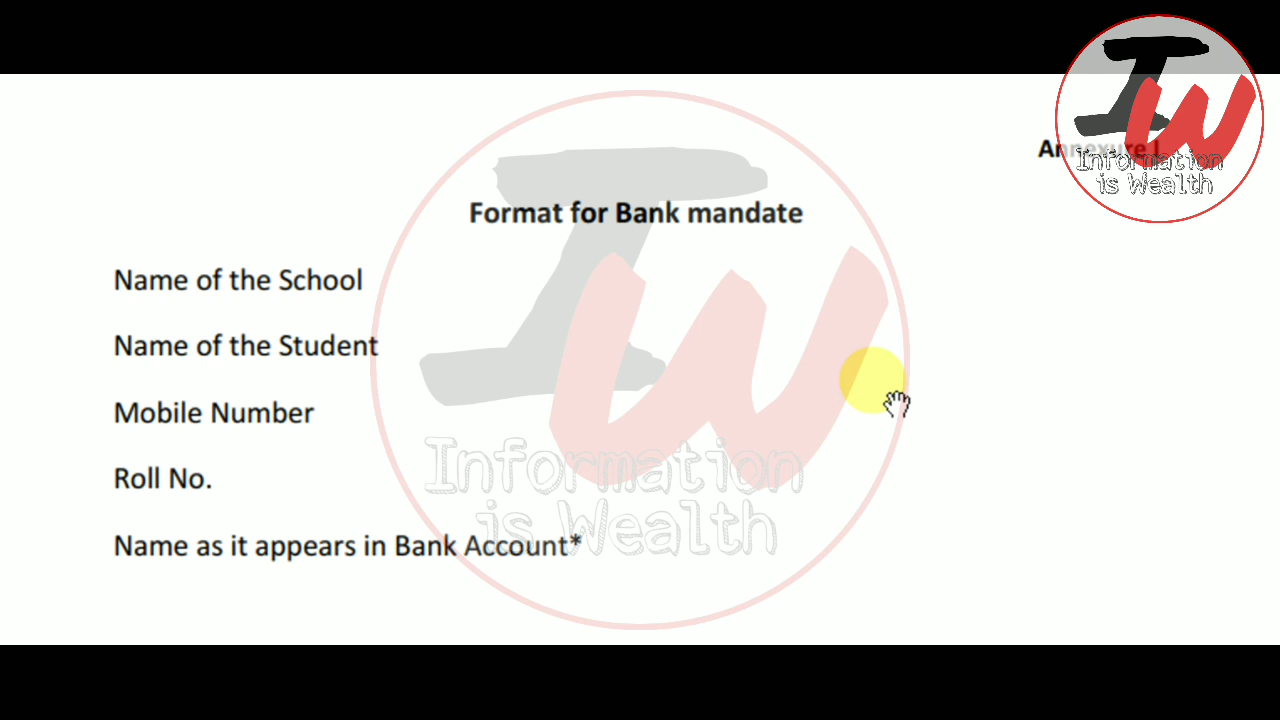 Annexure I
Information
is Wealth
Format for Bank mandate
Name of the School
Name of the Student
Mobile Number
Roll No.
Name as it appears in Bank Account*
Information
is Wealth